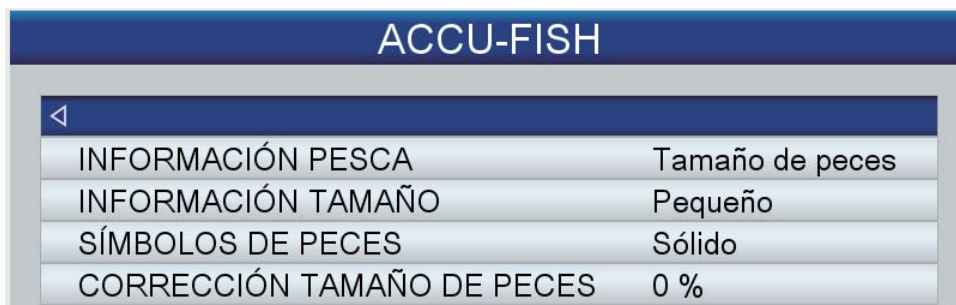 ACCU-FISH
INFORMACIÓN PESCA Tamaño de peces
INFORMACIÓN TAMAÑO Pequeño
SÍMBOLOS DE PECES Sólido
CORRECCIÓN TAMAÑO DE PECES 0 %